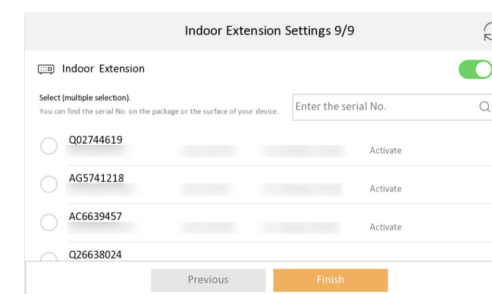 Indoor Extension Settings 9/9
Indoor Extension
Select (multiple selection).
You can find the serial No. on the package or the surface of your device.
Enter the serial No.
Q02744619
Activate
AG5741218
Activate
AC6639457
Activate
Q26638024
Previous
Finish